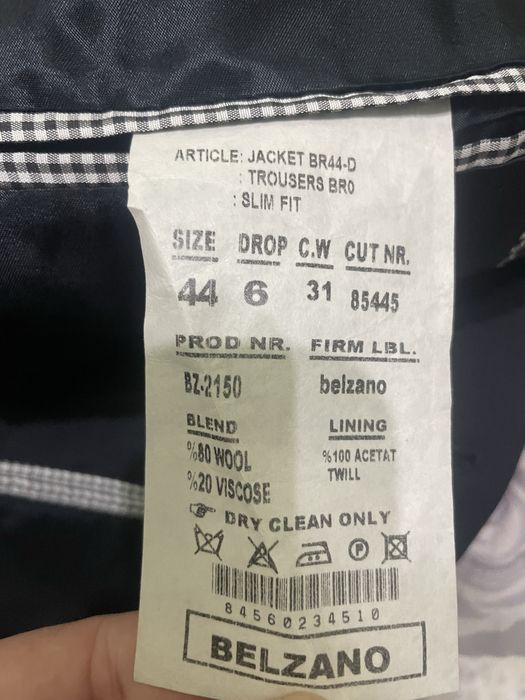 ARTICLE: JACKET BR44-D
: TROUSERS BR0
: SLIM FIT
SIZE DROP C.W CUT NR.
44 6 31 85445
PROD NR. FIRM LBL.
BZ-2150 belzano
BLEND LINING
%80 WOOL %100 ACETAT
%20 VISCOSE TWILL
DRY CLEAN ONLY
P
84560234510
BELZANO